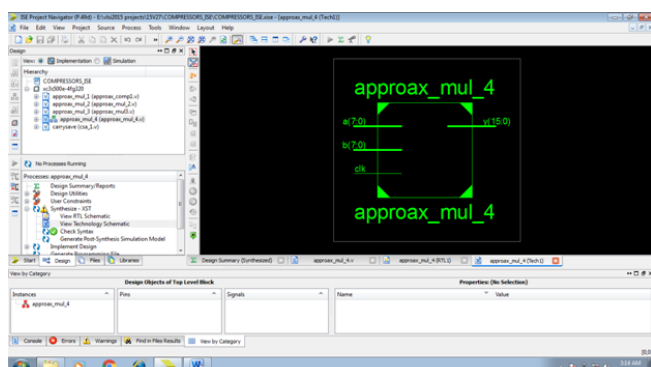 ISE Project Navigator (P.49d) - E:\vlsi2015 projects\15V27\COMPRESSORS_ISE\COMPRESSORS_ISE.xise - [approax_mul_4 (Tech1)]
File Edit View Project Source Process Tools Window Layout Help
Design
View: Implementation Simulation
Hierarchy
COMPRESSORS_ISE
xc3s500e-4fg320
approax_mul_1 (approax_comp1.v)
approax_mul_2 (approax_mul_2.v)
approax_mul_3 (approax_mul3.v)
approax_mul_4 (approax_mul_4.v)
carrysave (csa_1.v)
No Processes Running
Processes: approax_mul_4
Design Summary/Reports
Design Utilities
User Constraints
Synthesize - XST
View RTL Schematic
View Technology Schematic
Check Syntax
Generate Post-Synthesis Simulation Model
Implement Design
Generate Programming File
approax_mul_4
a(7:0) y(15:0)
b(7:0)
clk
approax_mul_4
Start Design Files Libraries
Design Summary (Synthesized) approax_mul_4.v approax_mul_4 (RTL1) approax_mul_4 (Tech1)
View by Category
Design Objects of Top Level Block Properties: (No Selection)
Instances Pins Signals Name Value
approax_mul_4
Console Errors Warnings Find in Files Results View by Category
3:14 AM